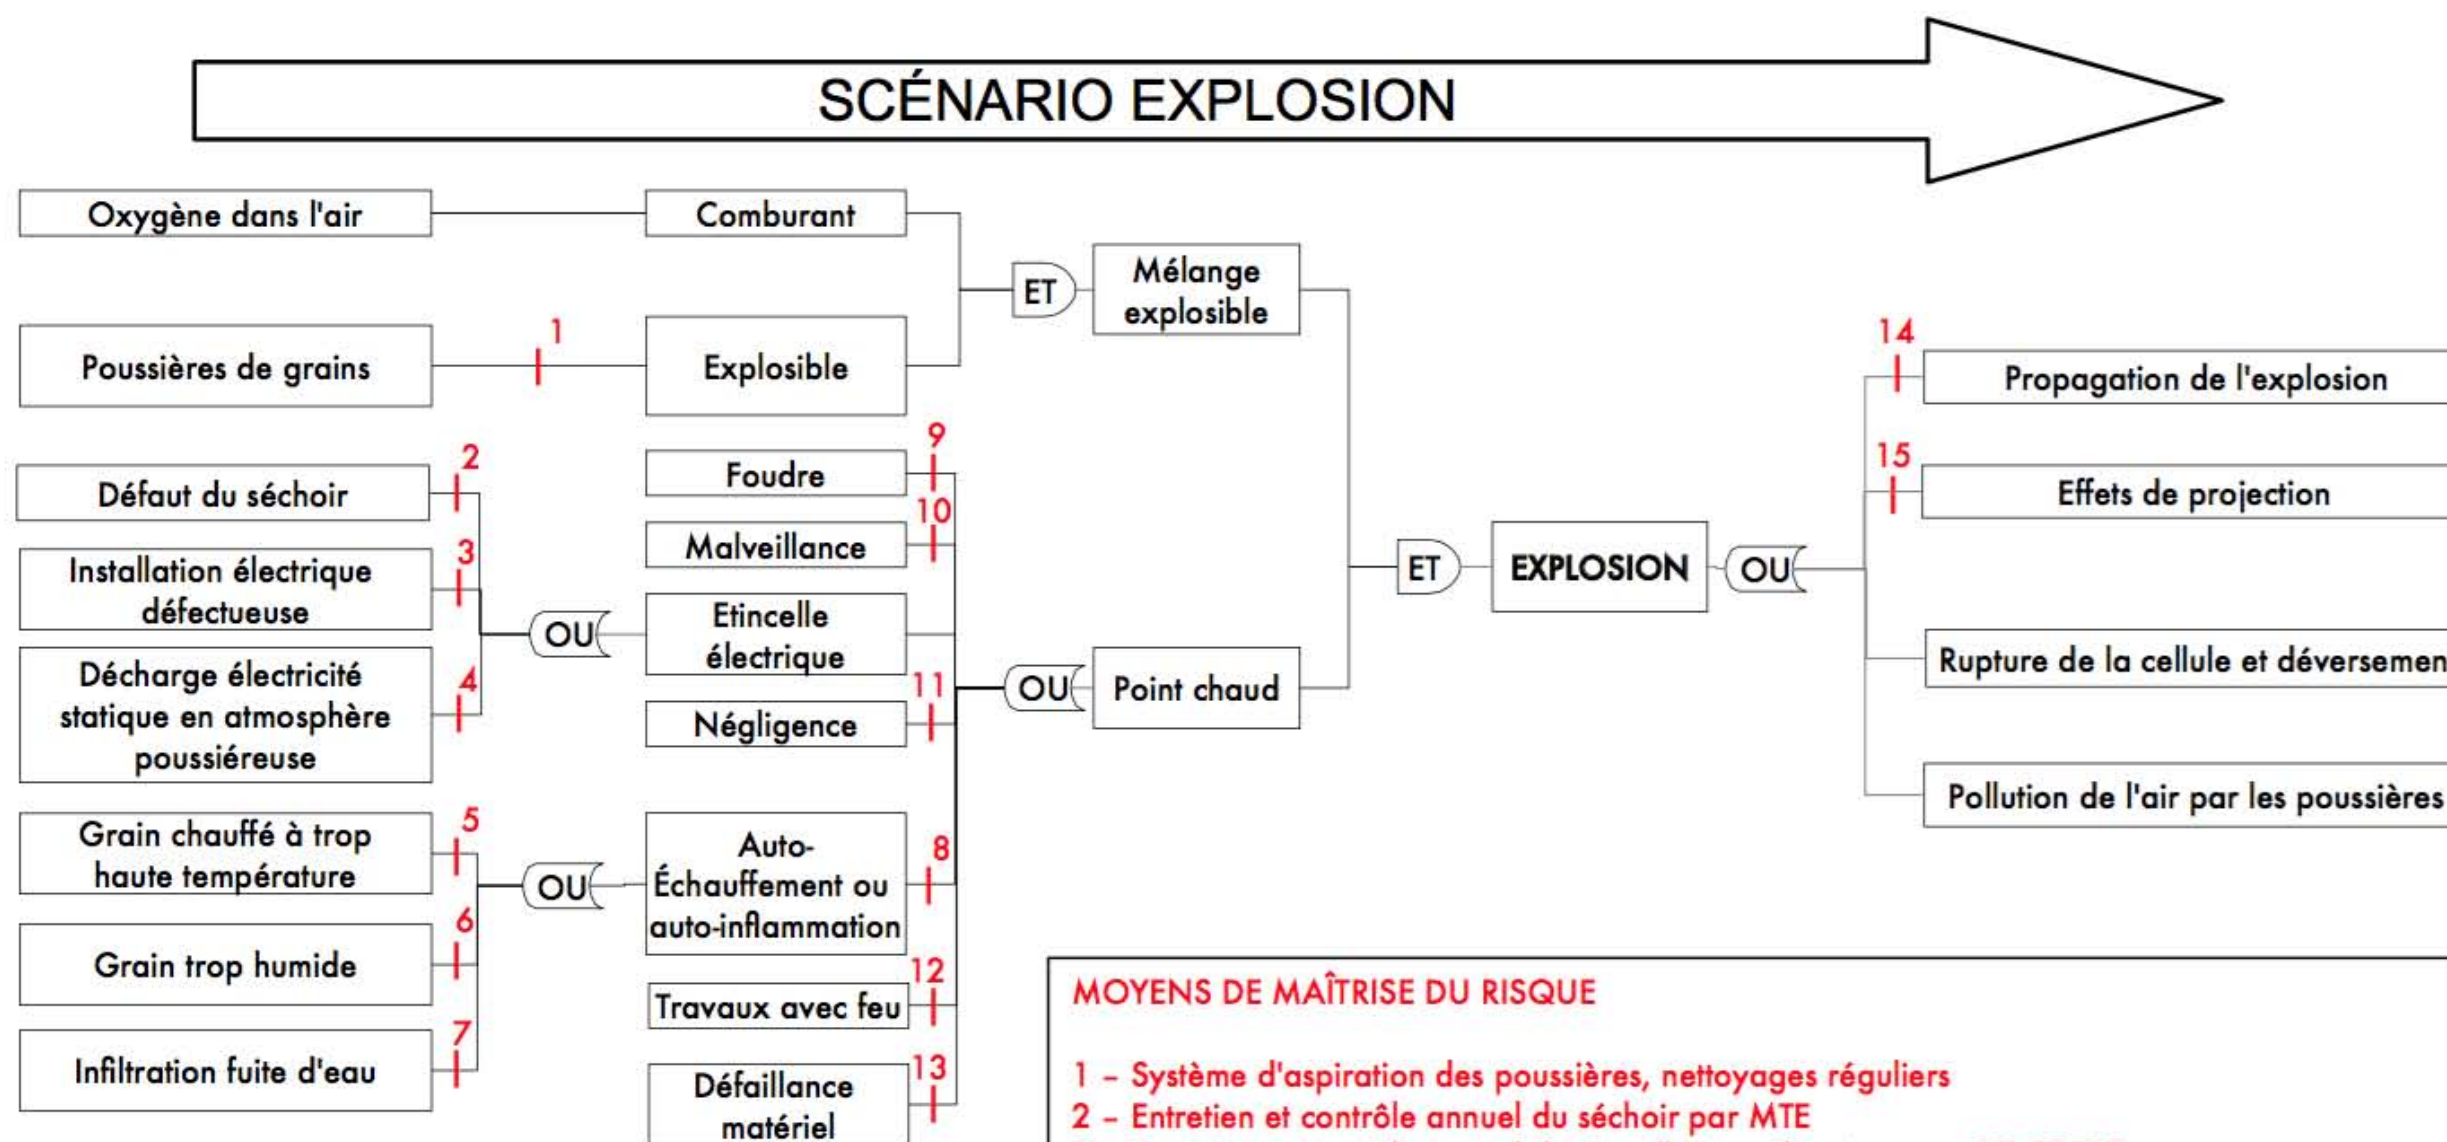 SCÉNARIO EXPLOSION
Oxygène dans l'air
Comburant
ET
Mélange
explosible
Poussières de grains
1
Explosible
14
Propagation de l'explosion
Défaut du séchoir
2
Foudre
9
15
Effets de projection
Malveillance
10
Installation électrique
défectueuse
3
OU
Etincelle
électrique
ET
EXPLOSION
OU
Décharge électricité
statique en atmosphère
poussiéreuse
4
Négligence
11
OU
Point chaud
Rupture de la cellule et déversemen
Pollution de l'air par les poussières
Grain chauffé à trop
haute température
5
OU
Auto-
Échauffement ou
auto-inflammation
8
Grain trop humide
6
Travaux avec feu
12
Infiltration fuite d'eau
7
Défaillance
matériel
13
MOYENS DE MAÎTRISE DU RISQUE
1 – Système d'aspiration des poussières, nettoyages réguliers
2 – Entretien et contrôle annuel du séchoir par MTE